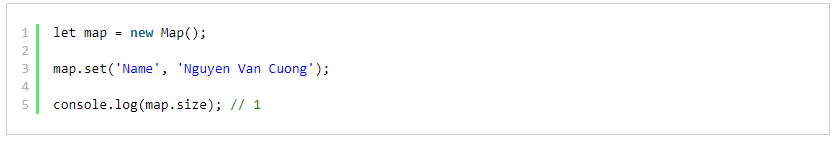 1 let map = new Map();
2
3 map.set('Name', 'Nguyen Van Cuong');
4
5 console.log(map.size); // 1